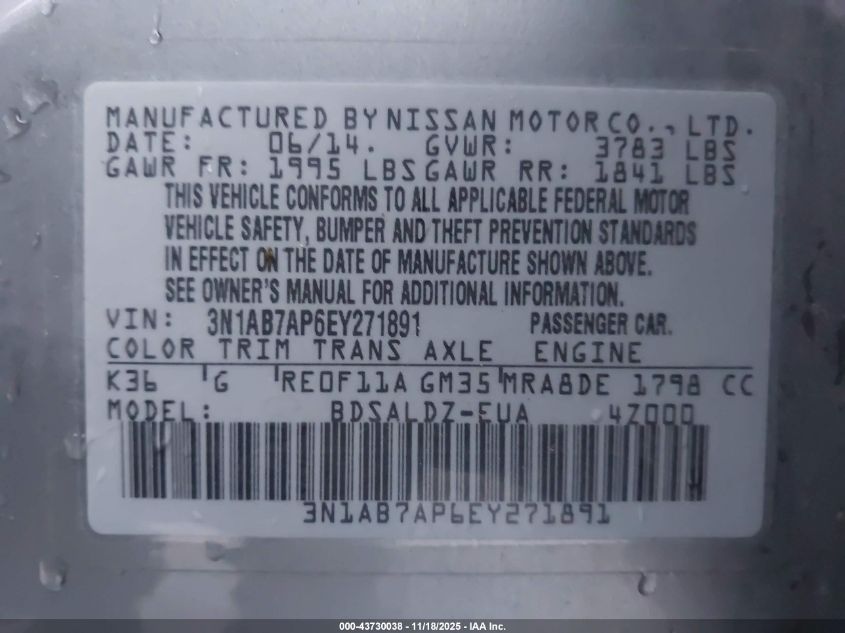 MANUFACTURED BY NISSAN MOTOR CO., LTD.
DATE: 06/14. GVWR: 3783 LBS
GAWR FR: 1995 LBS GAWR RR: 1841 LBS
THIS VEHICLE CONFORMS TO ALL APPLICABLE FEDERAL MOTOR
VEHICLE SAFETY, BUMPER AND THEFT PREVENTION STANDARDS
IN EFFECT ON THE DATE OF MANUFACTURE SHOWN ABOVE.
SEE OWNER'S MANUAL FOR ADDITIONAL INFORMATION.
VIN: 3N1AB7AP6EY271891 PASSENGER CAR.
COLOR TRIM TRANS AXLE ENGINE
K36 G RE0F11A GM35 MRA8DE 1798 CC
MODEL: BDSALDZ-EUA 4Z000
3N1AB7AP6EY271891
000-43730038 - 11/18/2025 - IAA Inc.